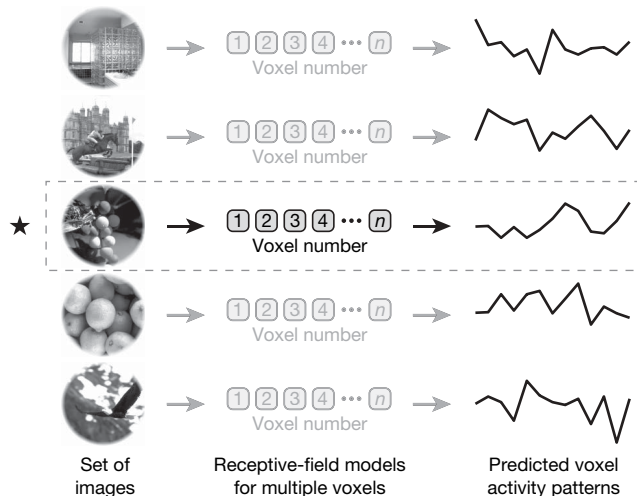 1 2 3 4 ••• n
Voxel number
1 2 3 4 ••• n
Voxel number
★
1 2 3 4 ••• n
Voxel number
1 2 3 4 ••• n
Voxel number
1 2 3 4 ••• n
Voxel number
Set of images
Receptive-field models for multiple voxels
Predicted voxel activity patterns